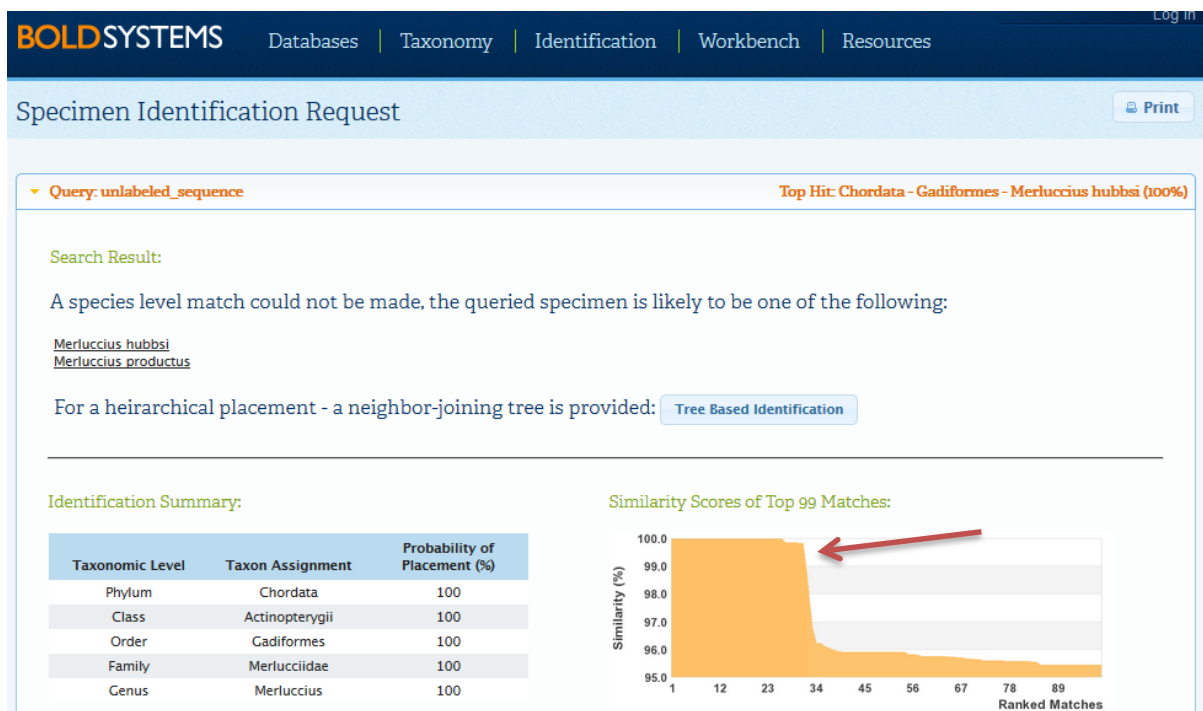 Log in
BOLDSYSTEMS Databases | Taxonomy | Identification | Workbench | Resources
Specimen Identification Request
Print
Query: unlabeled_sequence
Top Hit: Chordata - Gadiformes - Merluccius hubbsi (100%)
Search Result:
A species level match could not be made, the queried specimen is likely to be one of the following:
Merluccius hubbsi
Merluccius productus
For a heirarchical placement - a neighbor-joining tree is provided: Tree Based Identification
Identification Summary:
Taxonomic Level Taxon Assignment Probability of Placement (%)
Phylum Chordata 100
Class Actinopterygii 100
Order Gadiformes 100
Family Merlucciidae 100
Genus Merluccius 100
Similarity Scores of Top 99 Matches:
Similarity (%)
100.0
99.0
98.0
97.0
96.0
95.0
1 12 23 34 45 56 67 78 89
Ranked Matches